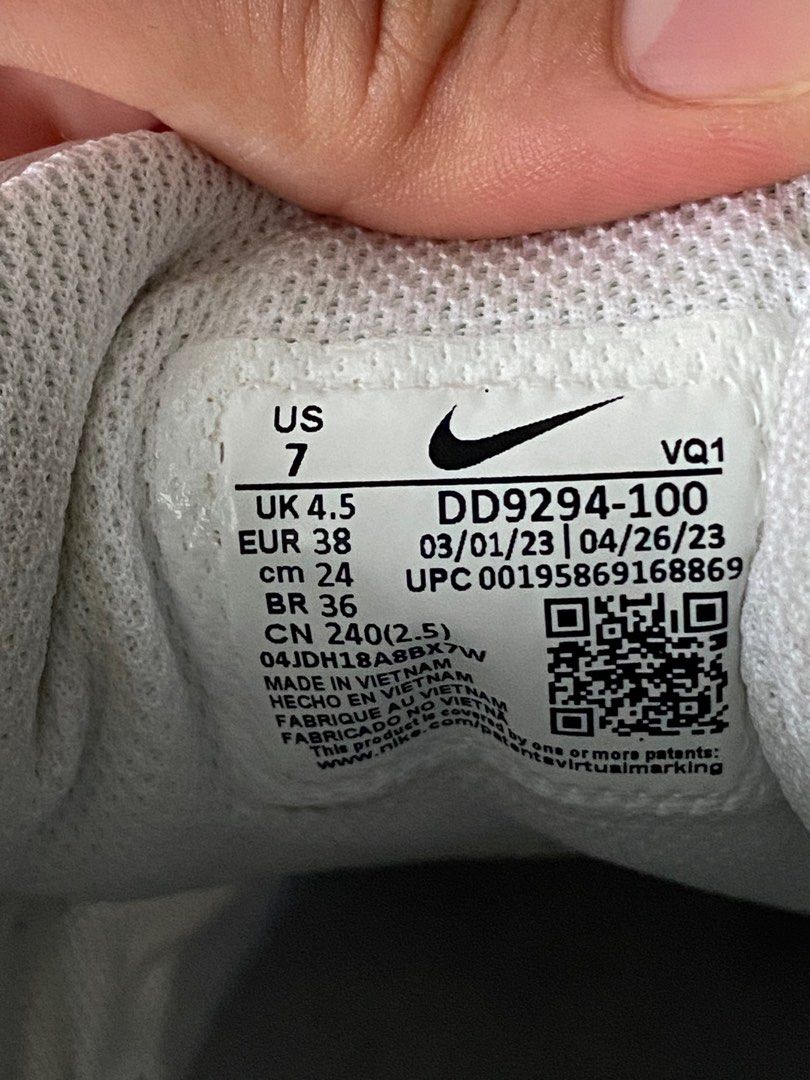 US
7
VQ1
UK 4.5
EUR 38
cm 24
BR 36
CN 240(2.5)
DD9294-100
03/01/23 | 04/26/23
UPC 00195869168869
04JDH18A8BX7W
MADE IN VIETNAM
HECHO EN VIETNAM
FABRIQUE AU VIETNAM
FABRICADO NO VIETNA
This product is covered by one or more patents:
www.nike.com/patentsvirtualmarking